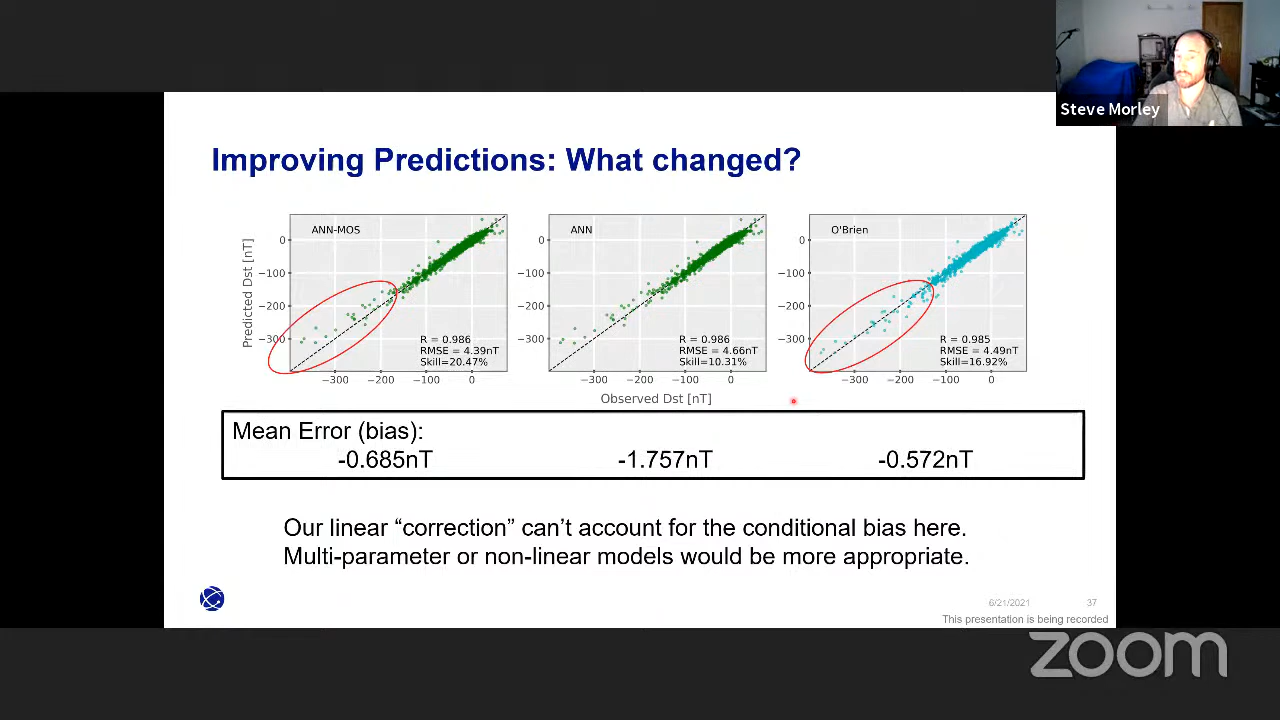 Steve Morley
Improving Predictions: What changed?
ANN-MOS
Predicted Dst [nT]
0
−100
−200
−300
R = 0.986
RMSE = 4.39nT
Skill=20.47%
−300 −200 −100 0
ANN
0
−100
−200
−300
R = 0.986
RMSE = 4.66nT
Skill=10.31%
−300 −200 −100 0
Observed Dst [nT]
O'Brien
0
−100
−200
−300
R = 0.985
RMSE = 4.49nT
Skill=16.92%
−300 −200 −100 0
Mean Error (bias):
-0.685nT -1.757nT -0.572nT
Our linear “correction” can’t account for the conditional bias here.
Multi-parameter or non-linear models would be more appropriate.
6/21/2021 37
This presentation is being recorded
zoom